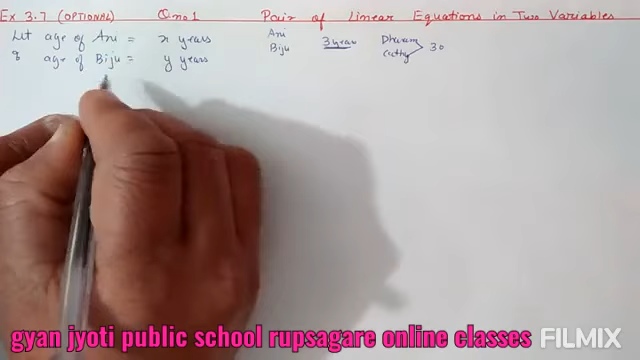 Ex 3.7 (OPTIONAL) Q.no 1 Pair of Linear Equations in Two Variables
Let age of Ani = x years
& age of Biju = y years
Ani
Biju
3 years
Dharam
Cathy
30
gyan jyoti public school rupsagare online classes
FILMIX